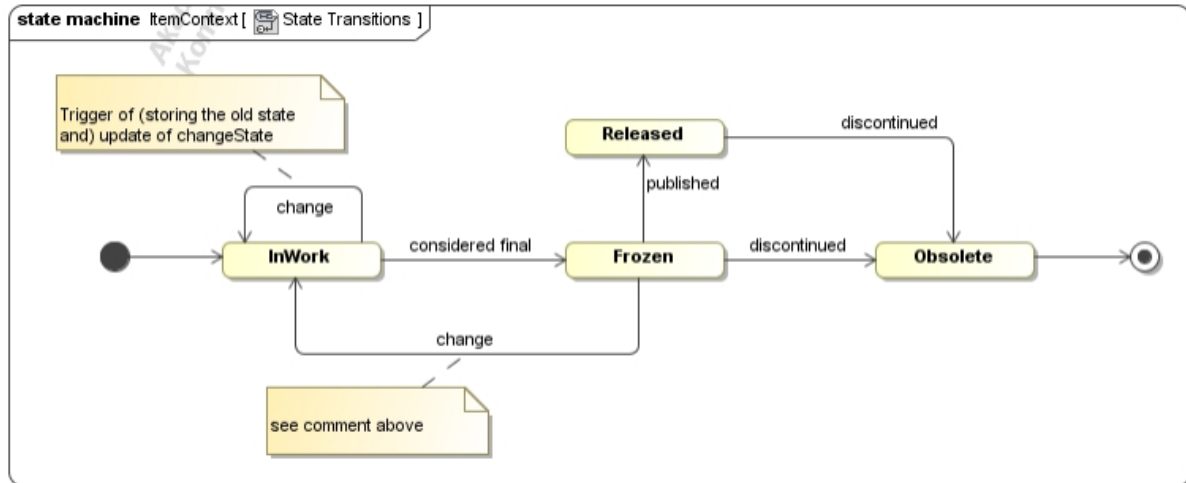 state machine ItemContext [ State Transitions ]
Trigger of (storing the old state
and) update of changeState
Released
discontinued
published
change
InWork
considered final
Frozen
discontinued
Obsolete
change
see comment above